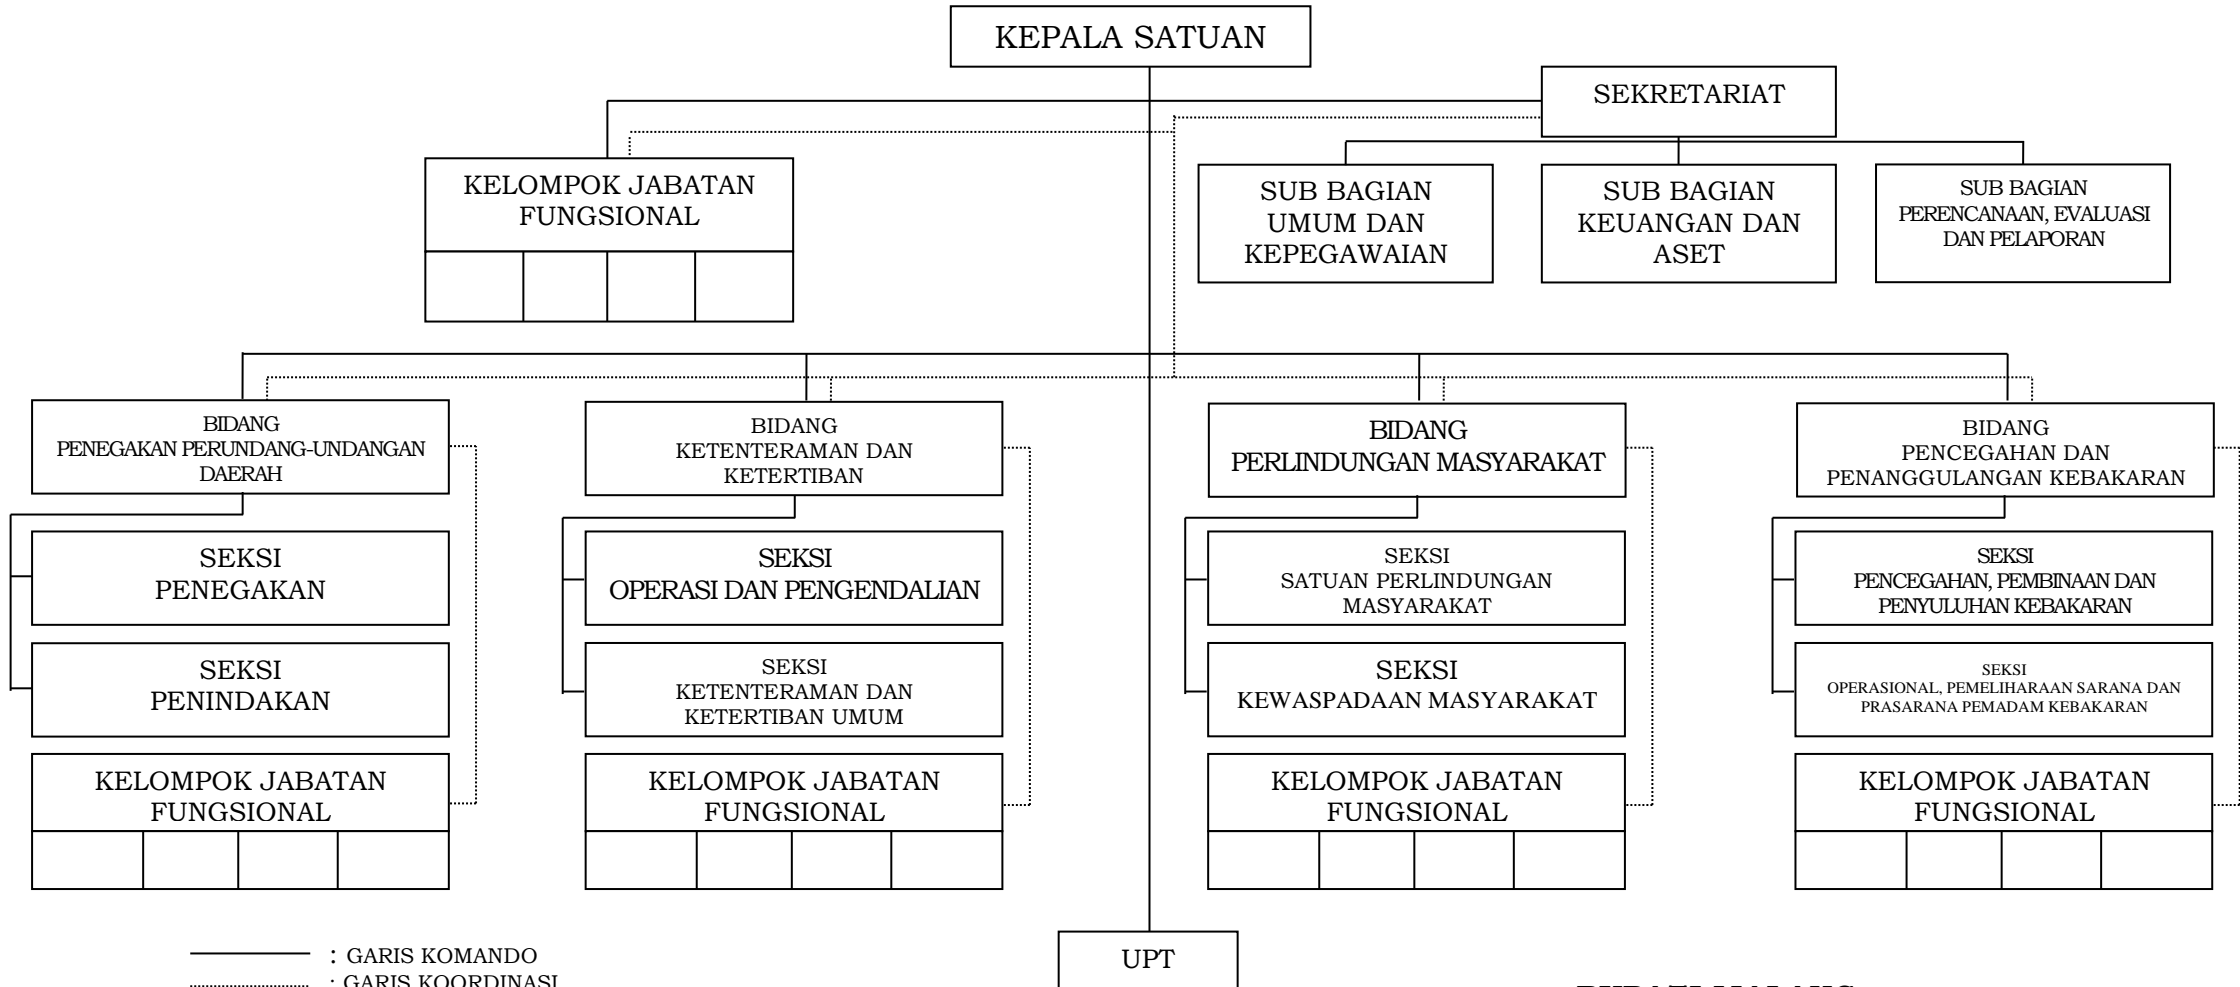 KEPALA SATUAN
SEKRETARIAT
KELOMPOK JABATAN
FUNGSIONAL
SUB BAGIAN
UMUM DAN
KEPEGAWAIAN
SUB BAGIAN
KEUANGAN DAN
ASET
SUB BAGIAN
PERENCANAAN, EVALUASI
DAN PELAPORAN
BIDANG
PENEGAKAN PERUNDANG-UNDANGAN
DAERAH
BIDANG
KETENTERAMAN DAN
KETERTIBAN
BIDANG
PERLINDUNGAN MASYARAKAT
BIDANG
PENCEGAHAN DAN
PENANGGULANGAN KEBAKARAN
SEKSI
PENEGAKAN
SEKSI
OPERASI DAN PENGENDALIAN
SEKSI
SATUAN PERLINDUNGAN
MASYARAKAT
SEKSI
PENCEGAHAN, PEMBINAAN DAN
PENYULUHAN KEBAKARAN
SEKSI
PENINDAKAN
SEKSI
KETENTERAMAN DAN
KETERTIBAN UMUM
SEKSI
KEWASPADAAN MASYARAKAT
SEKSI
OPERASIONAL, PEMELIHARAAN SARANA DAN
PRASARANA PEMADAM KEBAKARAN
KELOMPOK JABATAN
FUNGSIONAL
KELOMPOK JABATAN
FUNGSIONAL
KELOMPOK JABATAN
FUNGSIONAL
KELOMPOK JABATAN
FUNGSIONAL
: GARIS KOMANDO
: GARIS KOORDINASI
UPT